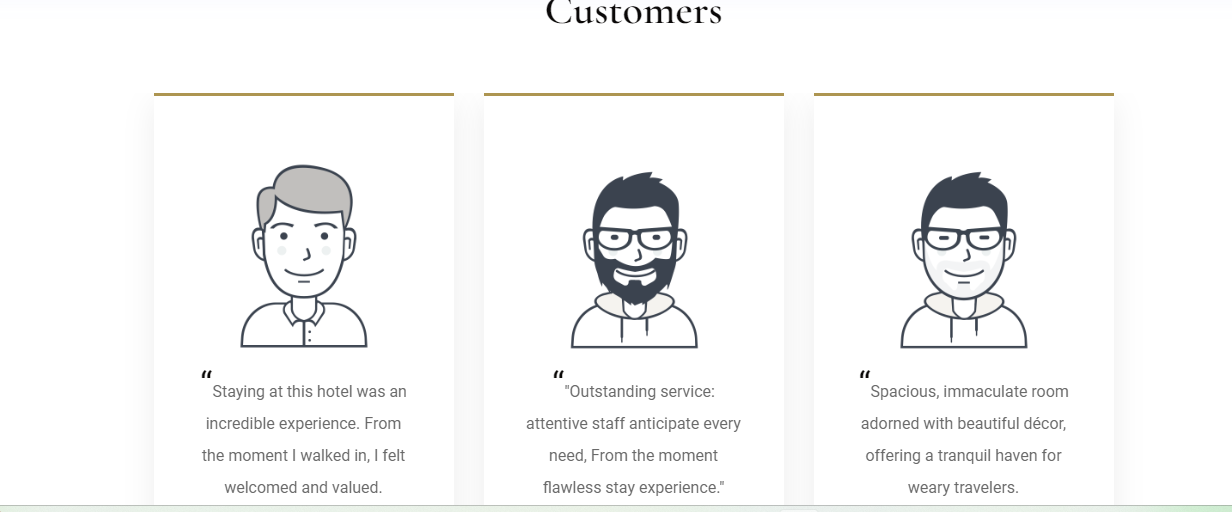 Customers
“Staying at this hotel was an
incredible experience. From
the moment I walked in, I felt
welcomed and valued.
“"Outstanding service:
attentive staff anticipate every
need, From the moment
flawless stay experience."
“Spacious, immaculate room
adorned with beautiful décor,
offering a tranquil haven for
weary travelers.